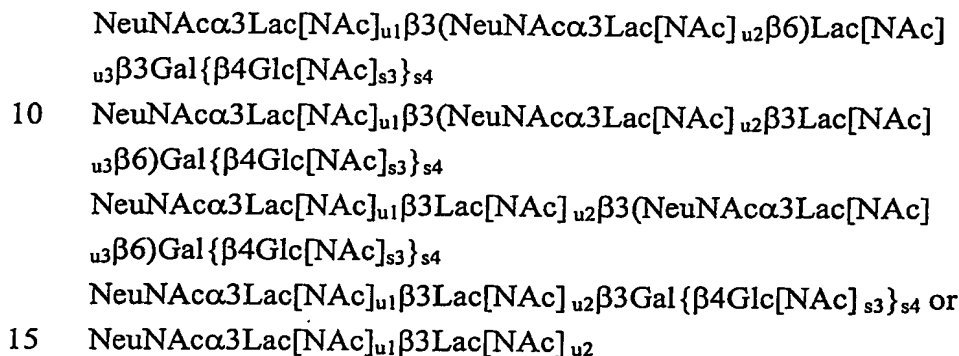 NeuNAcα3Lac[NAc]u1β3(NeuNAcα3Lac[NAc] u2β6)Lac[NAc]
u3β3Gal{β4Glc[NAc]s3}s4
10 NeuNAcα3Lac[NAc]u1β3(NeuNAcα3Lac[NAc] u2β3Lac[NAc]
u3β6)Gal{β4Glc[NAc]s3}s4
NeuNAcα3Lac[NAc]u1β3Lac[NAc] u2β3(NeuNAcα3Lac[NAc]
u3β6)Gal{β4Glc[NAc]s3}s4
NeuNAcα3Lac[NAc]u1β3Lac[NAc] u2β3Gal{β4Glc[NAc] s3}s4 or
15 NeuNAcα3Lac[NAc]u1β3Lac[NAc] u2